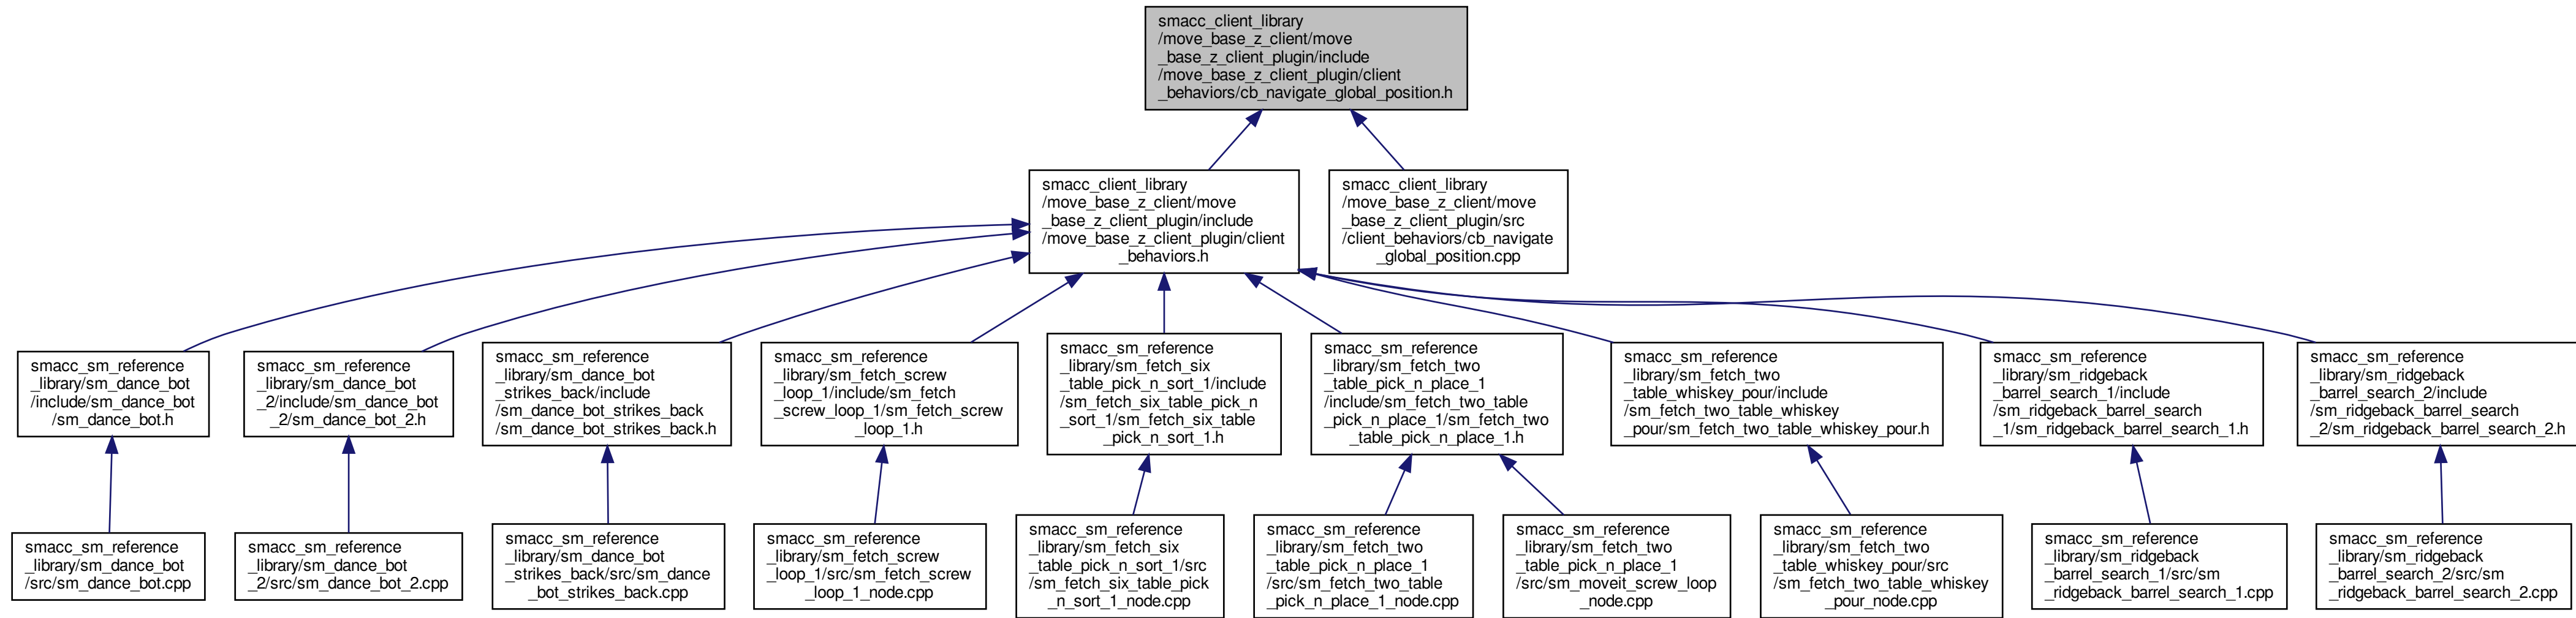 smacc_client_library
/move_base_z_client/move
_base_z_client_plugin/include
/move_base_z_client_plugin/client
_behaviors/cb_navigate_global_position.h
smacc_client_library
/move_base_z_client/move
_base_z_client_plugin/include
/move_base_z_client_plugin/client
_behaviors.h
smacc_client_library
/move_base_z_client/move
_base_z_client_plugin/src
/client_behaviors/cb_navigate
_global_position.cpp
smacc_sm_reference
_library/sm_dance_bot
/include/sm_dance_bot
/sm_dance_bot.h
smacc_sm_reference
_library/sm_dance_bot
_2/include/sm_dance_bot
_2/sm_dance_bot_2.h
smacc_sm_reference
_library/sm_dance_bot
_strikes_back/include
/sm_dance_bot_strikes_back
/sm_dance_bot_strikes_back.h
smacc_sm_reference
_library/sm_fetch_screw
_loop_1/include/sm_fetch
_screw_loop_1/sm_fetch_screw
_loop_1.h
smacc_sm_reference
_library/sm_fetch_six
_table_pick_n_sort_1/include
/sm_fetch_six_table_pick_n
_sort_1/sm_fetch_six_table
_pick_n_sort_1.h
smacc_sm_reference
_library/sm_fetch_two
_table_pick_n_place_1
/include/sm_fetch_two_table
_pick_n_place_1/sm_fetch_two
_table_pick_n_place_1.h
smacc_sm_reference
_library/sm_fetch_two
_table_whiskey_pour/include
/sm_fetch_two_table_whiskey
_pour/sm_fetch_two_table_whiskey_pour.h
smacc_sm_reference
_library/sm_ridgeback
_barrel_search_1/include
/sm_ridgeback_barrel_search
_1/sm_ridgeback_barrel_search_1.h
smacc_sm_reference
_library/sm_ridgeback
_barrel_search_2/include
/sm_ridgeback_barrel_search
_2/sm_ridgeback_barrel_search_2.h
smacc_sm_reference
_library/sm_dance_bot
/src/sm_dance_bot.cpp
smacc_sm_reference
_library/sm_dance_bot
_2/src/sm_dance_bot_2.cpp
smacc_sm_reference
_library/sm_dance_bot
_strikes_back/src/sm_dance
_bot_strikes_back.cpp
smacc_sm_reference
_library/sm_fetch_screw
_loop_1/src/sm_fetch_screw
_loop_1_node.cpp
smacc_sm_reference
_library/sm_fetch_six
_table_pick_n_sort_1/src
/sm_fetch_six_table_pick
_n_sort_1_node.cpp
smacc_sm_reference
_library/sm_fetch_two
_table_pick_n_place_1
/src/sm_fetch_two_table
_pick_n_place_1_node.cpp
smacc_sm_reference
_library/sm_fetch_two
_table_pick_n_place_1
/src/sm_moveit_screw_loop
_node.cpp
smacc_sm_reference
_library/sm_fetch_two
_table_whiskey_pour/src
/sm_fetch_two_table_whiskey
_pour_node.cpp
smacc_sm_reference
_library/sm_ridgeback
_barrel_search_1/src/sm
_ridgeback_barrel_search_1.cpp
smacc_sm_reference
_library/sm_ridgeback
_barrel_search_2/src/sm
_ridgeback_barrel_search_2.cpp